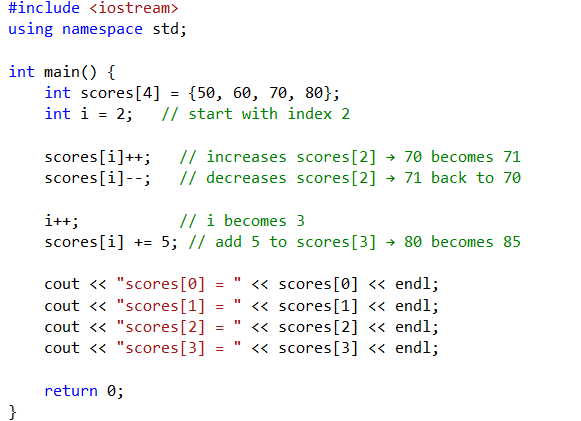 #include <iostream>
using namespace std;

int main() {
    int scores[4] = {50, 60, 70, 80};
    int i = 2;   // start with index 2

    scores[i]++;   // increases scores[2] → 70 becomes 71
    scores[i]--;   // decreases scores[2] → 71 back to 70

    i++;           // i becomes 3
    scores[i] += 5; // add 5 to scores[3] → 80 becomes 85

    cout << "scores[0] = " << scores[0] << endl;
    cout << "scores[1] = " << scores[1] << endl;
    cout << "scores[2] = " << scores[2] << endl;
    cout << "scores[3] = " << scores[3] << endl;

    return 0;
}